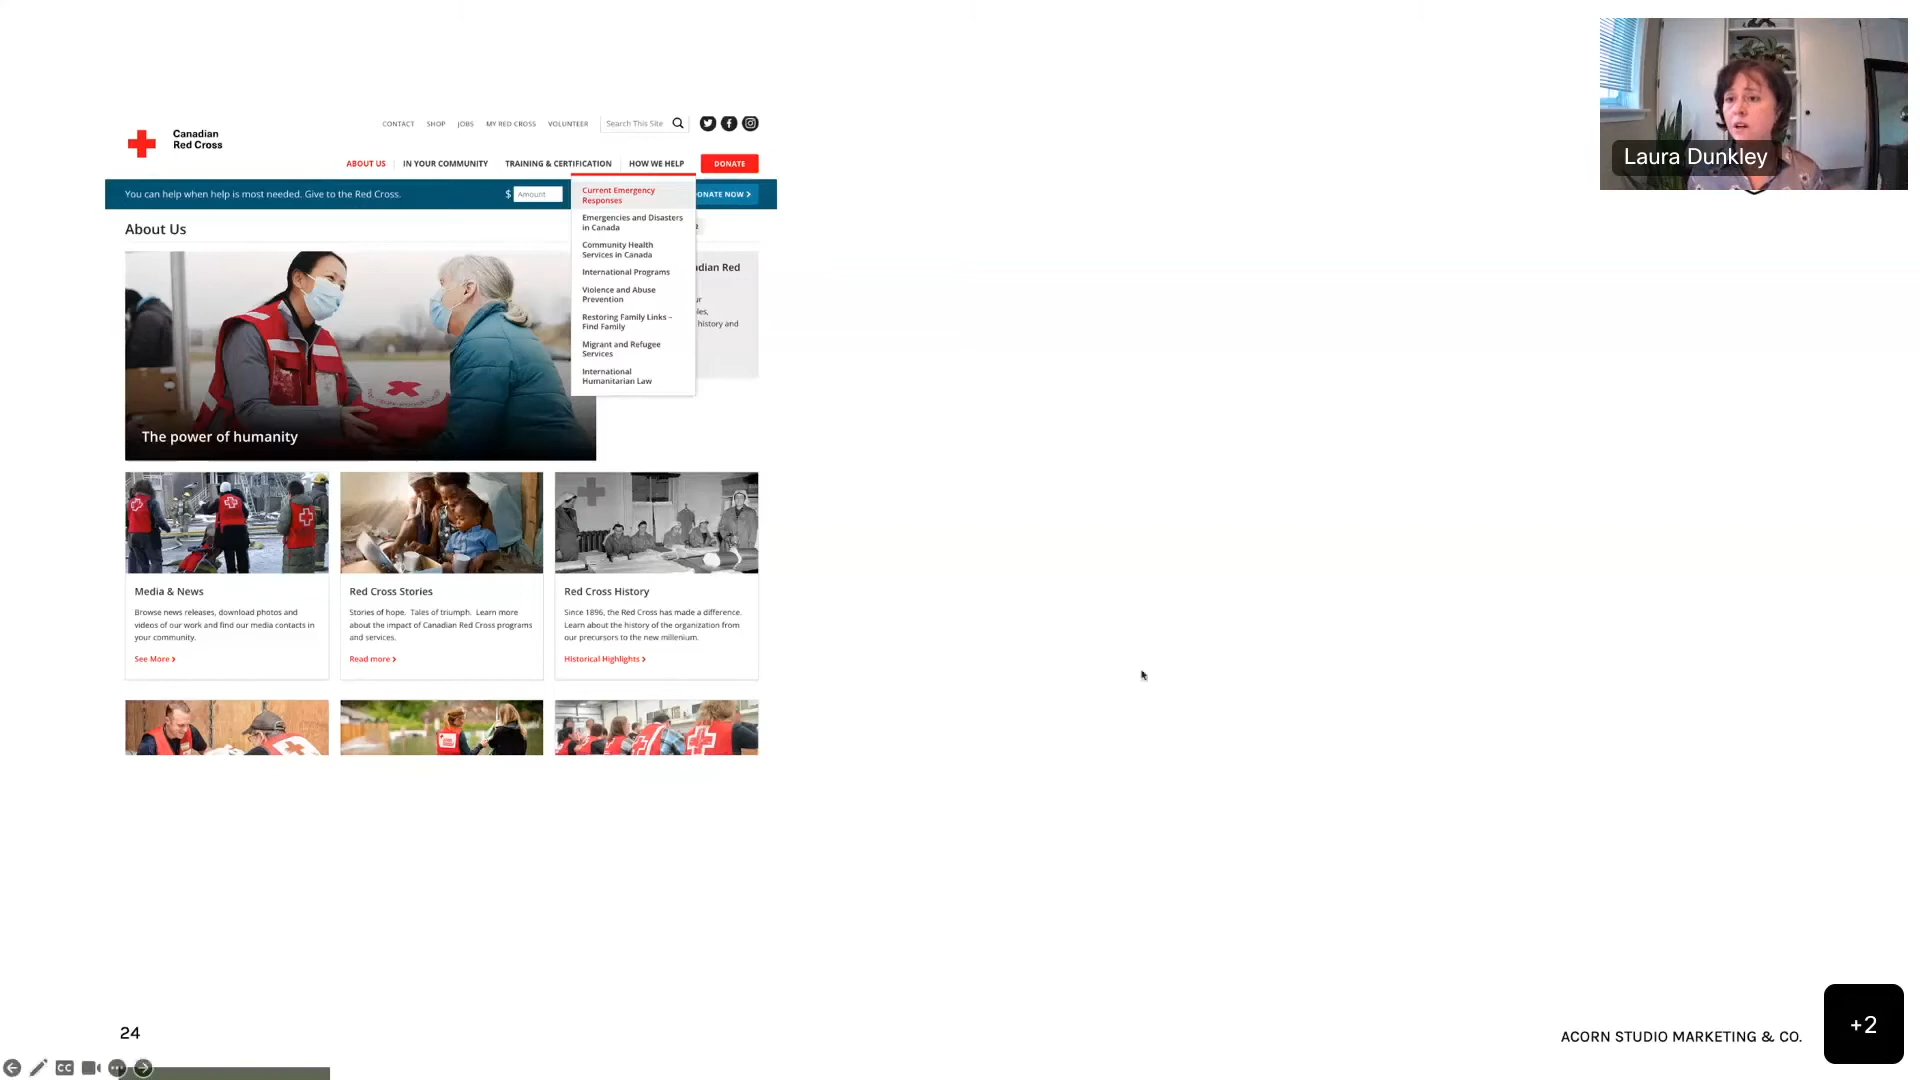 Laura Dunkley
Canadian
Red Cross
CONTACT SHOP JOBS MY RED CROSS VOLUNTEER Search This Site
ABOUT US IN YOUR COMMUNITY TRAINING & CERTIFICATION HOW WE HELP DONATE
You can help when help is most needed. Give to the Red Cross. $ Amount ONATE NOW >
Current Emergency
Responses
Emergencies and Disasters
in Canada
Community Health
Services in Canada
International Programs
Violence and Abuse
Prevention
Restoring Family Links –
Find Family
Migrant and Refugee
Services
International
Humanitarian Law
About Us
adian Red
ur
les,
history and
The power of humanity
Media & News
Browse news releases, download photos and
videos of our work and find our media contacts in
your community.
See More >
Red Cross Stories
Stories of hope. Tales of triumph. Learn more
about the impact of Canadian Red Cross programs
and services.
Read more >
Red Cross History
Since 1896, the Red Cross has made a difference.
Learn about the history of the organization from
our precursors to the new millenium.
Historical Highlights >
24
ACORN STUDIO MARKETING & CO.
+2
CC